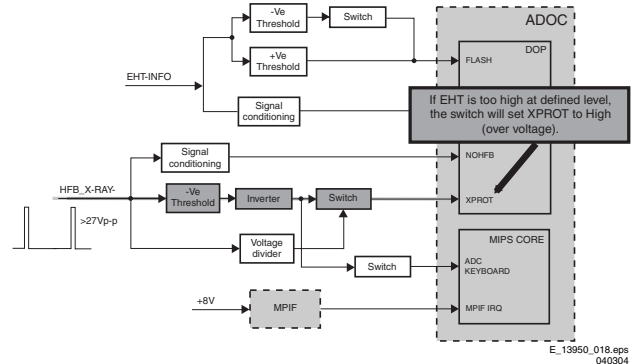 ADOC
-Ve
Threshold
Switch
DOP
+Ve
Threshold
FLASH
EHT-INFO
Signal
conditioning
If EHT is too high at defined level,
the switch will set XPROT to High
(over voltage).
Signal
conditioning
NOHFB
HFB_X-RAY-
-Ve
Threshold
Inverter
Switch
XPROT
>27Vp-p
Voltage
divider
MIPS CORE
Switch
ADC
KEYBOARD
+8V
MPIF
MPIF IRQ
E_13950_018.eps
040304